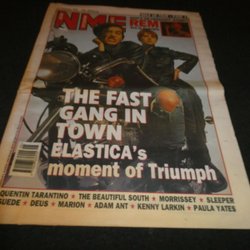 NME
REM
THE FAST
GANG IN
TOWN
ELASTICA's
moment of Triumph
QUENTIN TARANTINO ★ THE BEAUTIFUL SOUTH ★ MORRISSEY ★ SLEEPER
SUEDE ★ DEUS ★ MARION ★ ADAM ANT ★ KENNY LARKIN ★ PAULA YATES